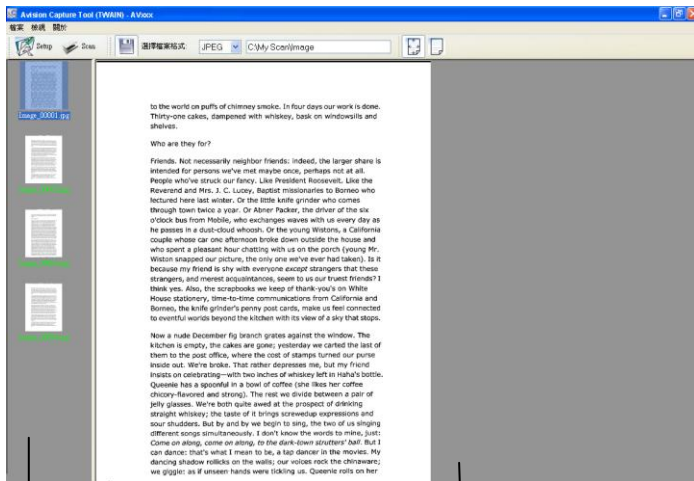 Avision Capture Tool (TWAIN) - AVxxx
檔案 檢視 關於
Setup Scan 選擇檔案格式: JPEG C:\My Scan\Image
Image_00001.jpg
to the world on puffs of chimney smoke. In four days our work is done.
Thirty-one cakes, dampened with whiskey, bask on windowsills and
shelves.
Who are they for?
Friends. Not necessarily neighbor friends: indeed, the larger share is
intended for persons we've met maybe once, perhaps not at all.
People who've struck our fancy. Like President Roosevelt. Like the
Reverend and Mrs. J. C. Lucey, Baptist missionaries to Borneo who
lectured here last winter. Or the little knife grinder who comes
through town twice a year. Or Abner Packer, the driver of the six
o'clock bus from Mobile, who exchanges waves with us every day as
he passes in a dust-cloud whoosh. Or the young Wistons, a California
couple whose car one afternoon broke down outside the house and
who spent a pleasant hour chatting with us on the porch (young Mr.
Wiston snapped our picture, the only one we've ever had taken). Is it
because my friend is shy with everyone except strangers that these
strangers, and merest acquaintances, seem to us our truest friends? I
think yes. Also, the scrapbooks we keep of thank-you's on White
House stationery, time-to-time communications from California and
Borneo, the knife grinder's penny post cards, make us feel connected
to eventful worlds beyond the kitchen with its view of a sky that stops.
Now a nude December fig branch grates against the window. The
kitchen is empty, the cakes are gone; yesterday we carted the last of
them to the post office, where the cost of stamps turned our purse
inside out. We're broke. That rather depresses me, but my friend
insists on celebrating—with two inches of whiskey left in Haha's bottle.
Queenie has a spoonful in a bowl of coffee (she likes her coffee
chicory-flavored and strong). The rest we divide between a pair of
jelly glasses. We're both quite awed at the prospect of drinking
straight whiskey; the taste of it brings screwedup expressions and
sour shudders. But by and by we begin to sing, the two of us singing
different songs simultaneously. I don't know the words to mine, just:
Come on along, come on along, to the dark-town strutters' ball. But I
can dance: that's what I mean to be, a tap dancer in the movies. My
dancing shadow rollicks on the walls; our voices rock the chinaware;
we giggle: as if unseen hands were tickling us. Queenie rolls on her